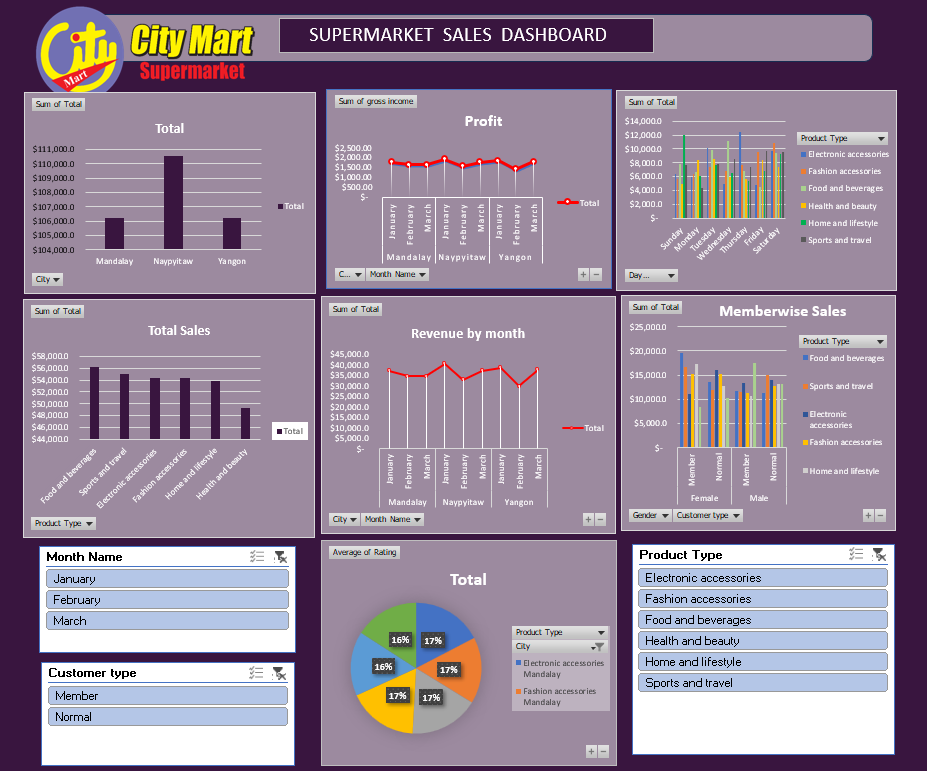 City
Mart
City Mart
Supermarket
SUPERMARKET SALES DASHBOARD
Sum of Total
Total
$111,000.0
$110,000.0
$109,000.0
$108,000.0
$107,000.0
$106,000.0
$105,000.0
$104,000.0
Mandalay Naypyitaw Yangon
Total
City
Sum of gross income
Profit
$2,500.00
$2,000.00
$1,500.00
$1,000.00
$500.00
$-
January February March January February March January February March
Mandalay Naypyitaw Yangon
Total
C... Month Name
Sum of Total
$14,000.0
$12,000.0
$10,000.0
$8,000.0
$6,000.0
$4,000.0
$2,000.0
$-
Sunday Monday Tuesday Wednesday Thursday Friday Saturday
Product Type
Electronic accessories
Fashion accessories
Food and beverages
Health and beauty
Home and lifestyle
Sports and travel
Day...
Sum of Total
Total Sales
$58,000.0
$56,000.0
$54,000.0
$52,000.0
$50,000.0
$48,000.0
$46,000.0
$44,000.0
Food and beverages
Sports and travel
Electronic accessories
Fashion accessories
Home and lifestyle
Health and beauty
Total
Product Type
Sum of Total
Revenue by month
$45,000.0
$40,000.0
$35,000.0
$30,000.0
$25,000.0
$20,000.0
$15,000.0
$10,000.0
$5,000.0
$-
January February March January February March January February March
Mandalay Naypyitaw Yangon
Total
City Month Name
Sum of Total
Memberwise Sales
$25,000.0
$20,000.0
$15,000.0
$10,000.0
$5,000.0
$-
Member Normal Member Normal
Female Male
Product Type
Food and beverages
Sports and travel
Electronic
accessories
Fashion accessories
Home and lifestyle
Gender Customer type
Month Name
January
February
March
Customer type
Member
Normal
Average of Rating
Total
16% 17%
16% 17%
17% 17%
Product Type
City
Electronic accessories
Mandalay
Fashion accessories
Mandalay
Product Type
Electronic accessories
Fashion accessories
Food and beverages
Health and beauty
Home and lifestyle
Sports and travel